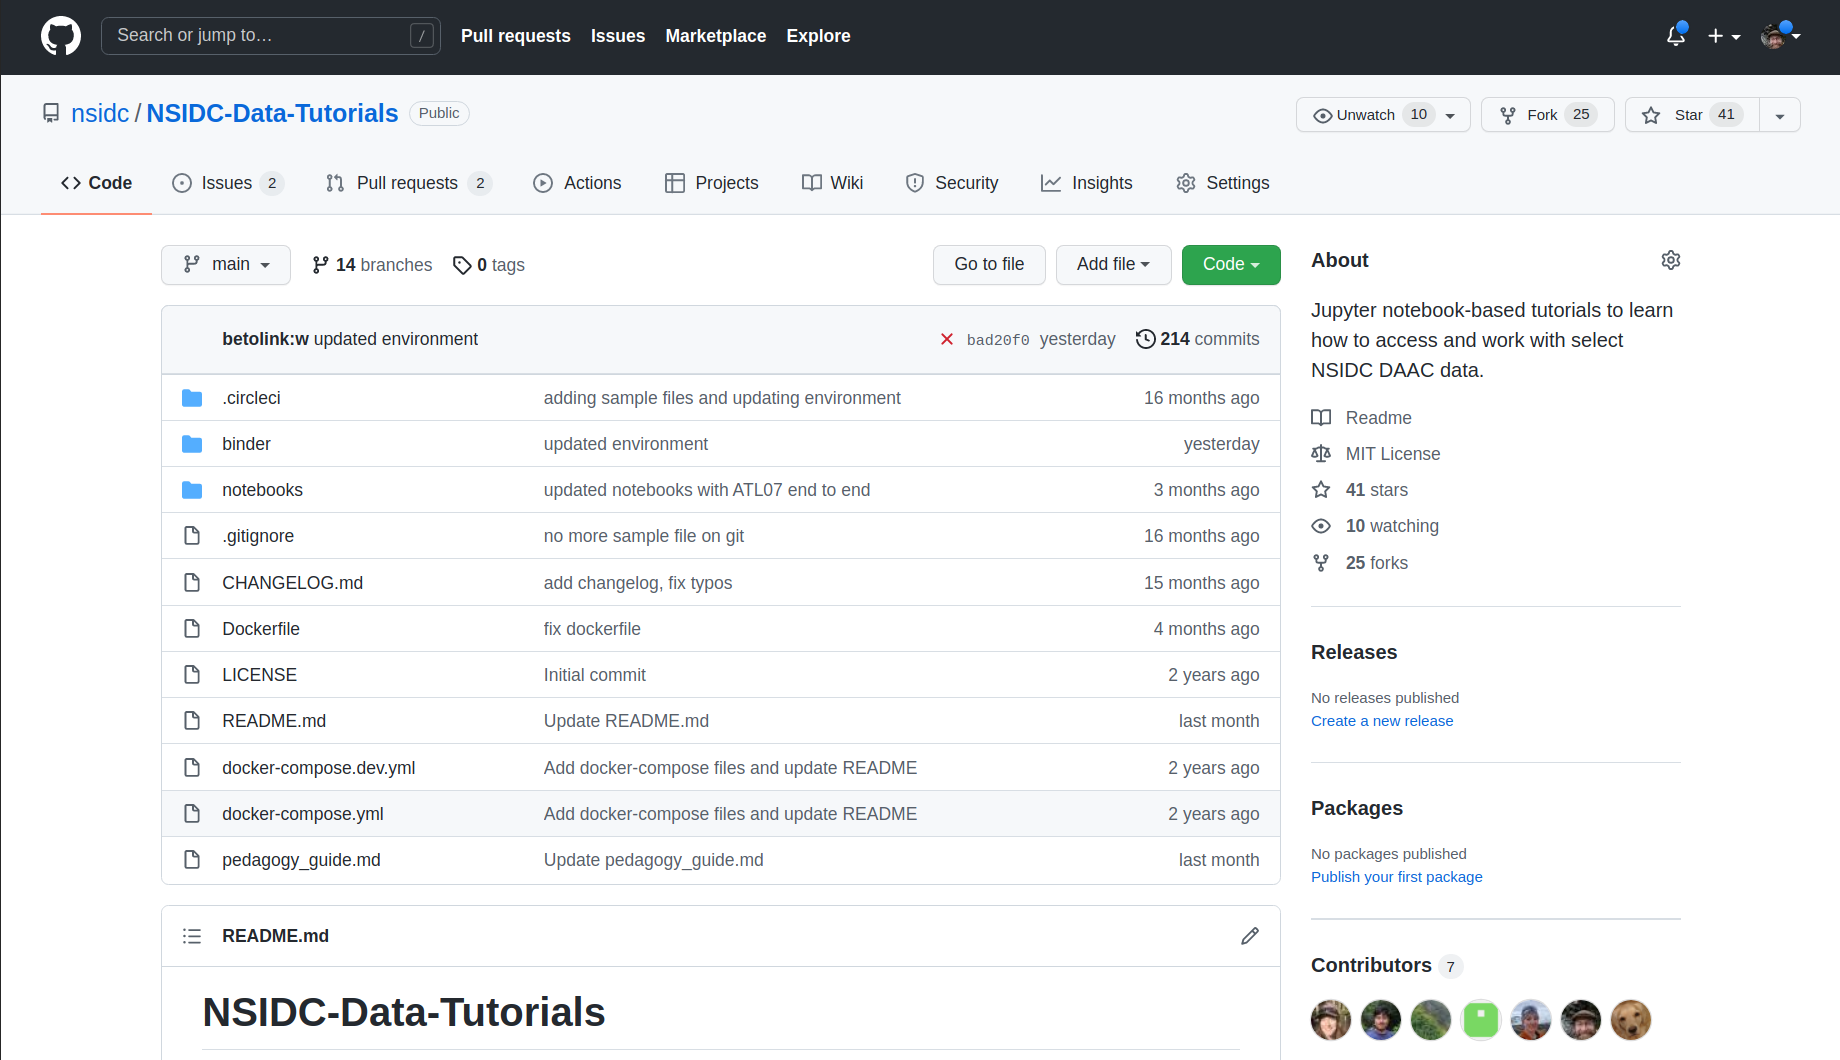 Search or jump to… / Pull requests Issues Marketplace Explore
nsidc / NSIDC-Data-Tutorials Public Unwatch 10 Fork 25 Star 41
Code Issues 2 Pull requests 2 Actions Projects Wiki Security Insights Settings
main 14 branches 0 tags Go to file Add file Code
betolink:w updated environment bad20f0 yesterday 214 commits
.circleci adding sample files and updating environment 16 months ago
binder updated environment yesterday
notebooks updated notebooks with ATL07 end to end 3 months ago
.gitignore no more sample file on git 16 months ago
CHANGELOG.md add changelog, fix typos 15 months ago
Dockerfile fix dockerfile 4 months ago
LICENSE Initial commit 2 years ago
README.md Update README.md last month
docker-compose.dev.yml Add docker-compose files and update README 2 years ago
docker-compose.yml Add docker-compose files and update README 2 years ago
pedagogy_guide.md Update pedagogy_guide.md last month
README.md
NSIDC-Data-Tutorials
About
Jupyter notebook-based tutorials to learn
how to access and work with select
NSIDC DAAC data.
Readme
MIT License
41 stars
10 watching
25 forks
Releases
No releases published
Create a new release
Packages
No packages published
Publish your first package
Contributors 7